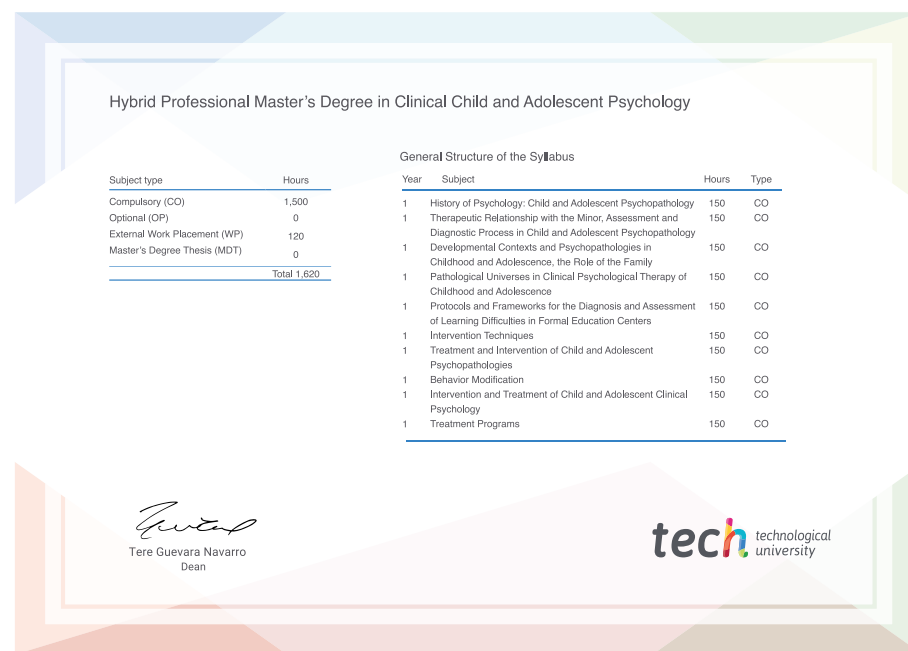 Hybrid Professional Master's Degree in Clinical Child and Adolescent Psychology
Subject type Hours
Compulsory (CO) 1,500
Optional (OP) 0
External Work Placement (WP) 120
Master's Degree Thesis (MDT) 0
Total 1,620
General Structure of the Syllabus
Year Subject Hours Type
1 History of Psychology: Child and Adolescent Psychopathology 150 CO
1 Therapeutic Relationship with the Minor, Assessment and 150 CO
Diagnostic Process in Child and Adolescent Psychopathology
1 Developmental Contexts and Psychopathologies in 150 CO
Childhood and Adolescence, the Role of the Family
1 Pathological Universes in Clinical Psychological Therapy of 150 CO
Childhood and Adolescence
1 Protocols and Frameworks for the Diagnosis and Assessment 150 CO
of Learning Difficulties in Formal Education Centers
1 Intervention Techniques 150 CO
1 Treatment and Intervention of Child and Adolescent 150 CO
Psychopathologies
1 Behavior Modification 150 CO
1 Intervention and Treatment of Child and Adolescent Clinical 150 CO
Psychology
1 Treatment Programs 150 CO
Tere Guevara Navarro
Dean
tech technological
university